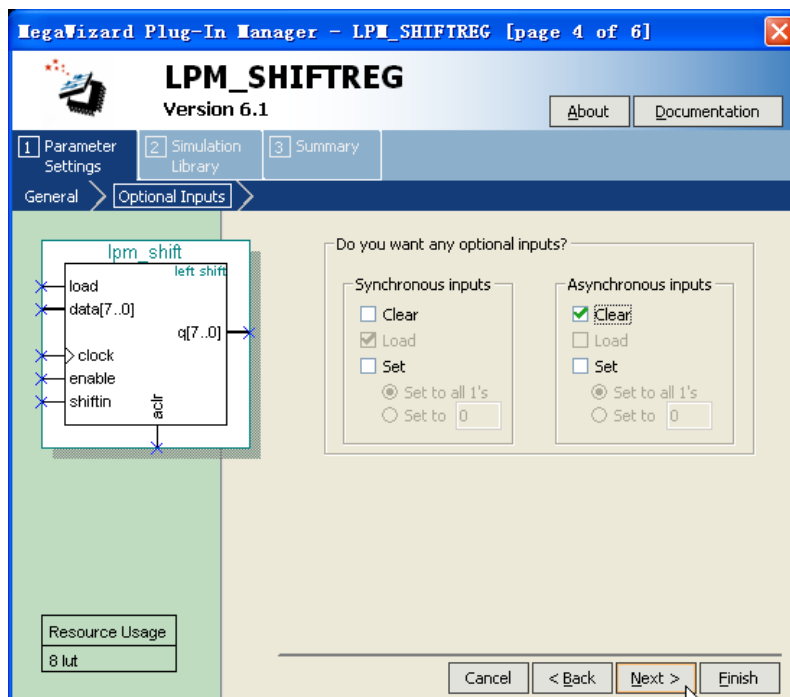 MegaWizard Plug-In Manager - LPM_SHIFTREG [page 4 of 6]
LPM_SHIFTREG
Version 6.1
About
Documentation
1 Parameter Settings
2 Simulation Library
3 Summary
General
Optional Inputs
lpm_shift
left shift
load
data[7..0]
q[7..0]
clock
enable
shiftin
aclr
Do you want any optional inputs?
Synchronous inputs
Clear
Load
Set
Set to all 1's
Set to 0
Asynchronous inputs
Clear
Load
Set
Set to all 1's
Set to 0
Resource Usage
8 lut
Cancel
< Back
Next >
Finish